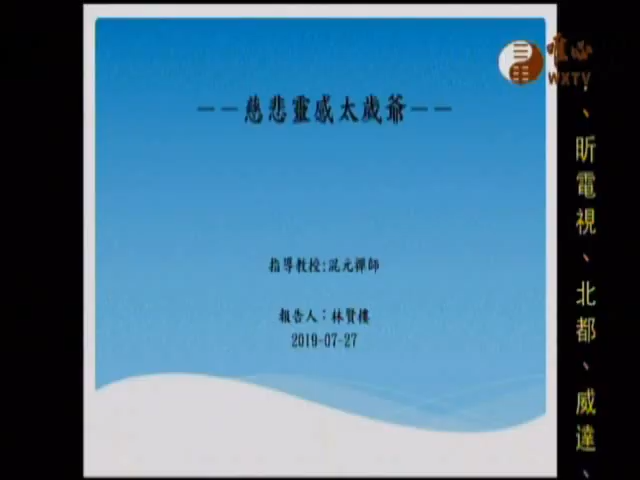 ——慈悲靈感太歲爺——
指導教授:混元禪師
報告人：林賢樓
2019-07-27
唯心
WXTV
、昕電視、北都、威達、